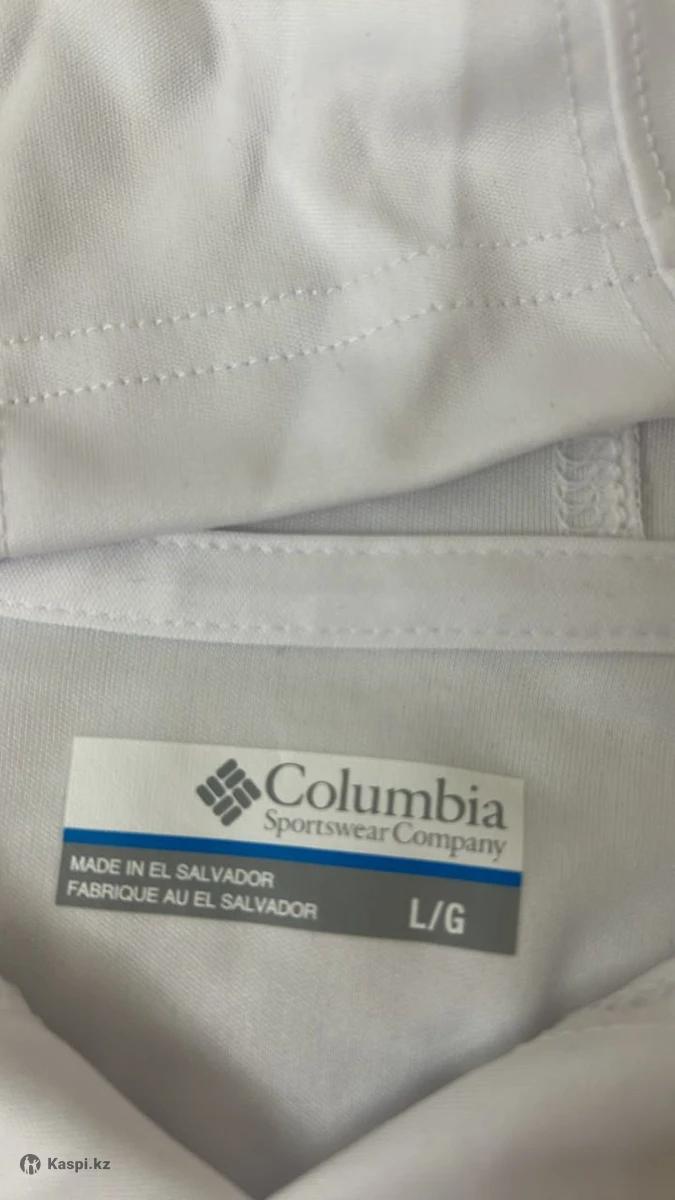 Columbia
Sportswear Company
MADE IN EL SALVADOR
FABRIQUE AU EL SALVADOR
L/G
Kaspi.kz